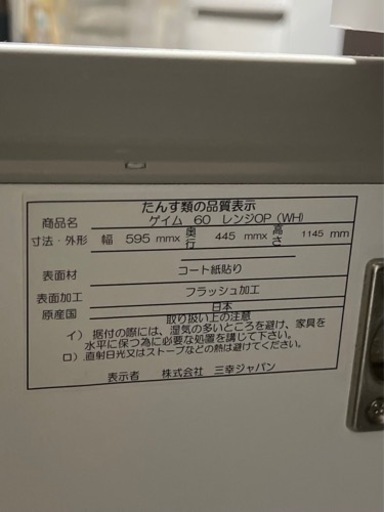 たんす類の品質表示
商品名 ゲイム 60 レンジOP (WH)
寸法・外形 幅 595 mmx 奥行 445 mmx 高さ 1145 mm
表面材 コート紙貼り
表面加工 フラッシュ加工
原産国 日本
取り扱い上の注意
イ) 据付の際には、湿気の多いところを避け、家具を
水平に保つ為に必要な処置を講じて下さい。
ロ) 直射日光又はストーブなどの熱は避けてください。
表示者 株式会社 三幸ジャパン